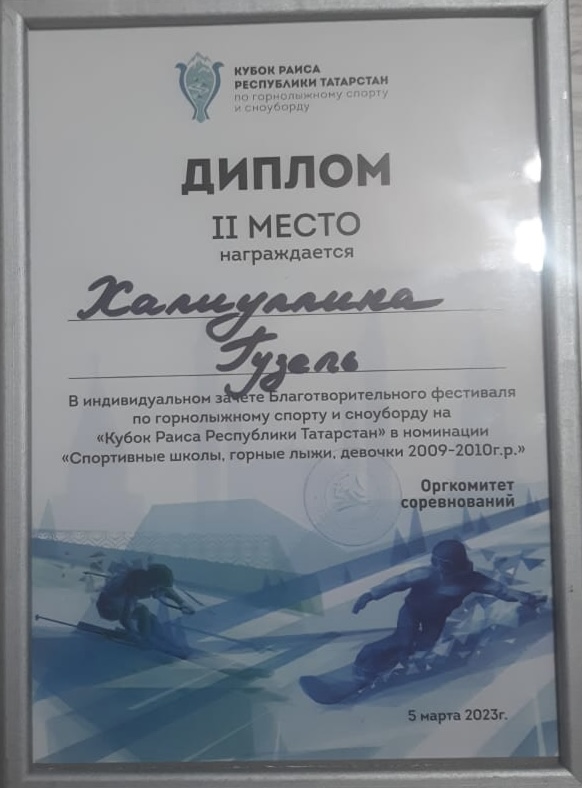 КУБОК РАИСА
РЕСПУБЛИКИ ТАТАРСТАН
по горнолыжному спорту
и сноуборду
ДИПЛОМ
II МЕСТО
награждается
Халиуллина
Гузель
В индивидуальном зачете Благотворительного фестиваля
по горнолыжному спорту и сноуборду на
«Кубок Раиса Республики Татарстан» в номинации
«Спортивные школы, горные лыжи, девочки 2009-2010г.р.»
Оргкомитет
соревнований
5 марта 2023г.